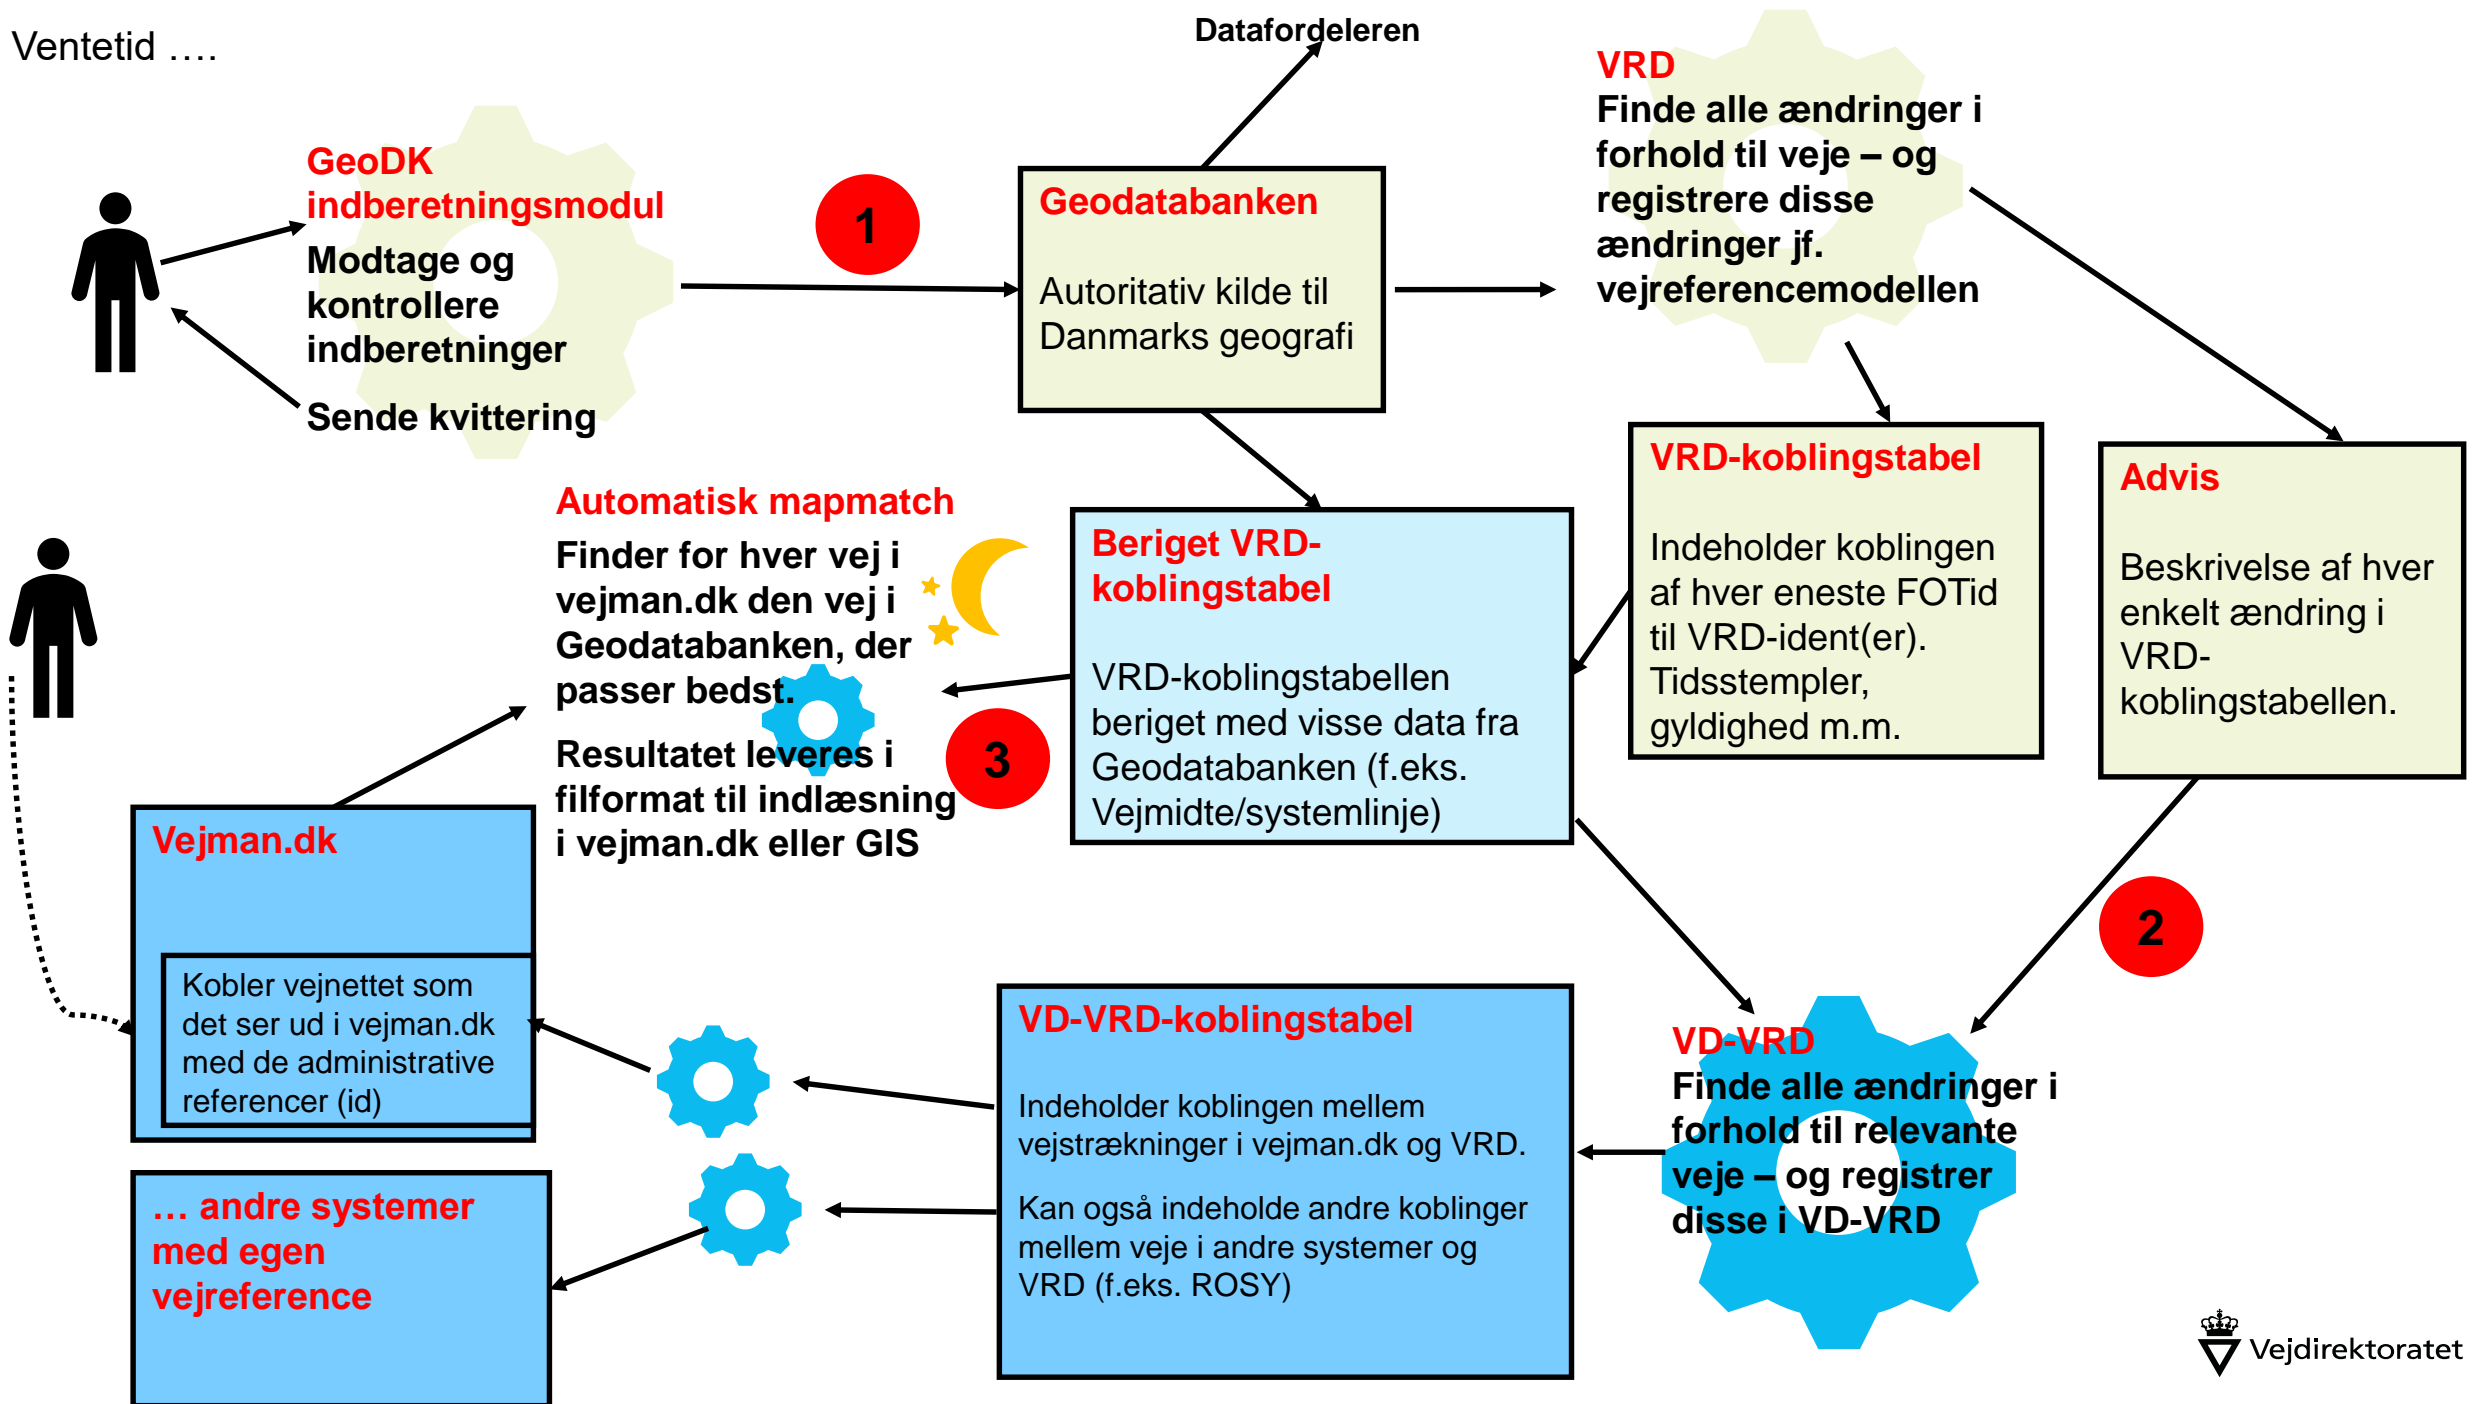 Ventetid ….
Datafordeleren
GeoDK
indberetningsmodul
Modtage og
kontrollere
indberetninger
Sende kvittering
1
Geodatabanken
Autoritativ kilde til
Danmarks geografi
VRD
Finde alle ændringer i
forhold til veje – og
registrere disse
ændringer jf.
vejreferencemodellen
VRD-koblingstabel
Indeholder koblingen
af hver eneste FOTid
til VRD-ident(er).
Tidsstempler,
gyldighed m.m.
Advis
Beskrivelse af hver
enkelt ændring i
VRD-
koblingstabellen.
Automatisk mapmatch
Finder for hver vej i
vejman.dk den vej i
Geodatabanken, der
passer bedst.
Resultatet leveres i
filformat til indlæsning
i vejman.dk eller GIS
3
Beriget VRD-
koblingstabel
VRD-koblingstabellen
beriget med visse data fra
Geodatabanken (f.eks.
Vejmidte/systemlinje)
2
Vejman.dk
Kobler vejnettet som
det ser ud i vejman.dk
med de administrative
referencer (id)
VD-VRD-koblingstabel
Indeholder koblingen mellem
vejstrækninger i vejman.dk og VRD.
Kan også indeholde andre koblinger
mellem veje i andre systemer og
VRD (f.eks. ROSY)
VD-VRD
Finde alle ændringer i
forhold til relevante
veje – og registrer
disse i VD-VRD
… andre systemer
med egen
vejreference
Vejdirektoratet